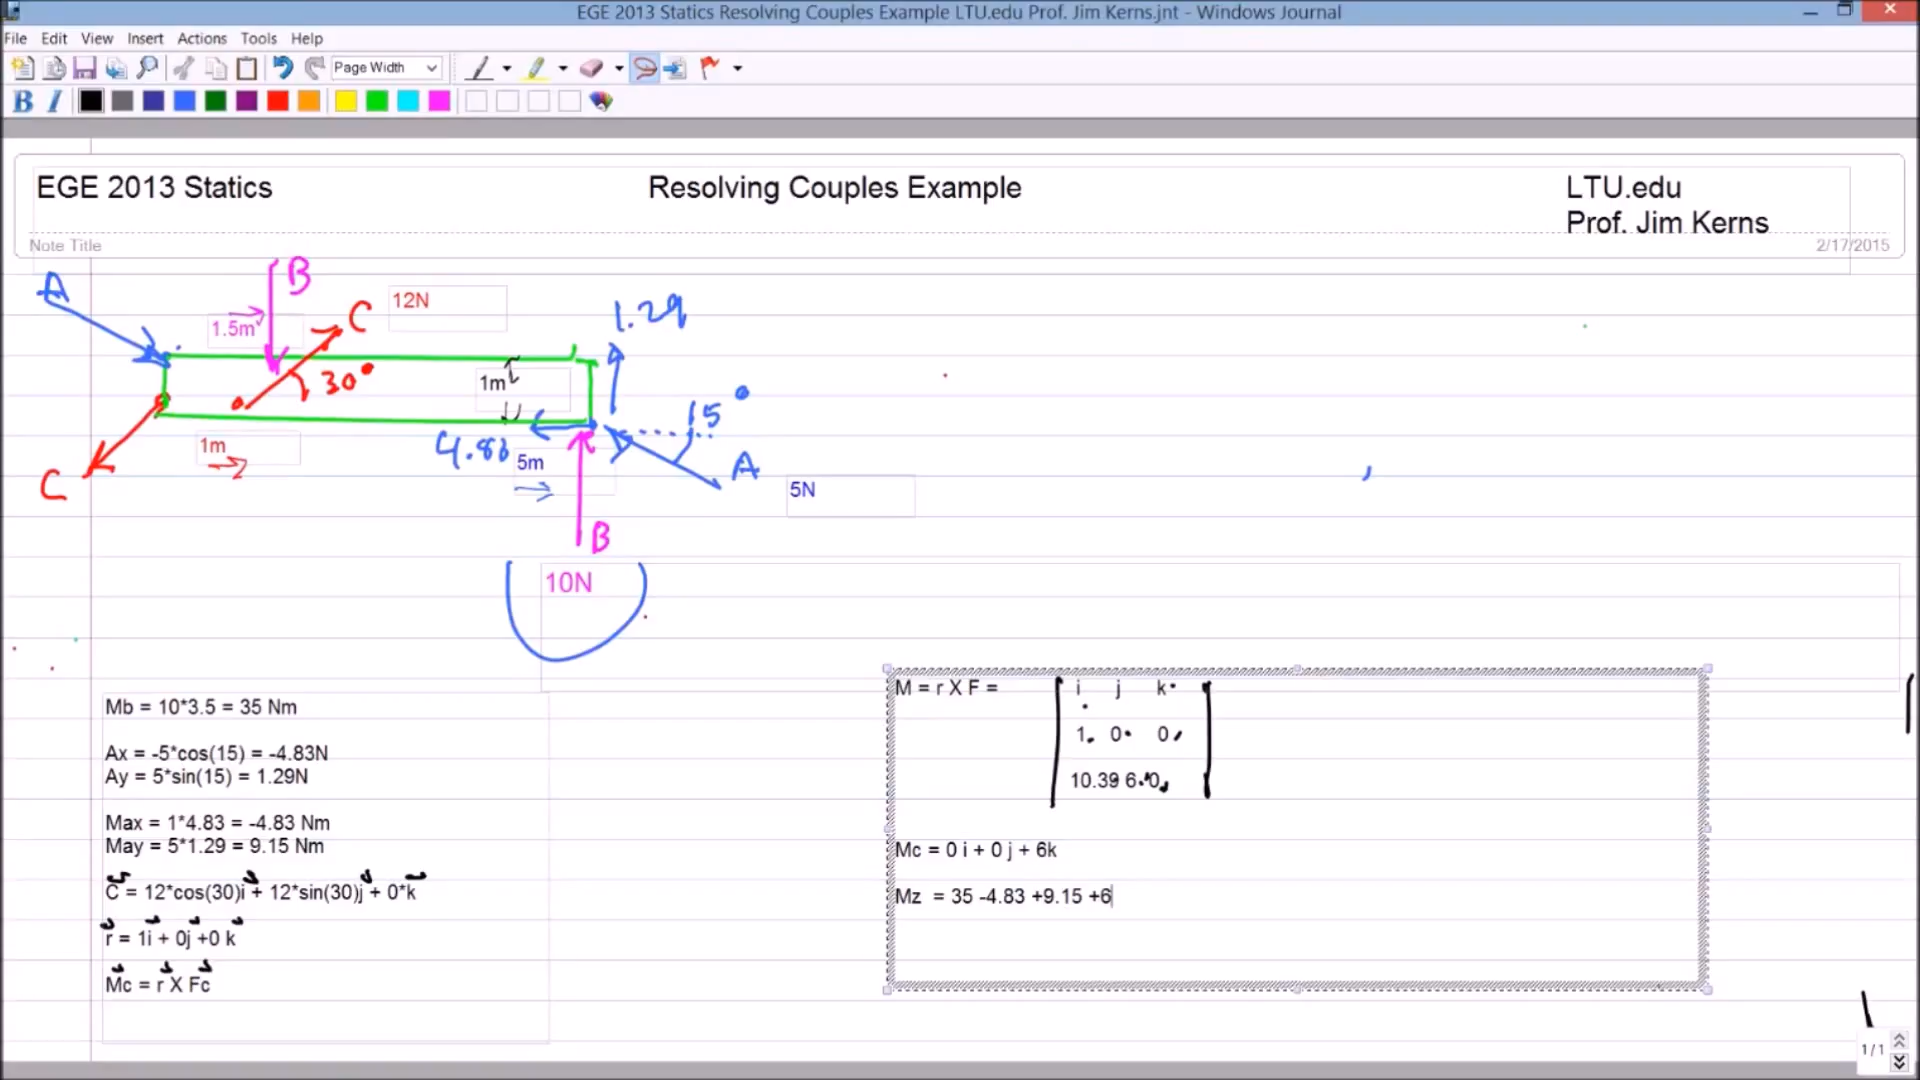 EGE 2013 Statics Resolving Couples Example LTU.edu Prof. Jim Kerns.jnt - Windows Journal
File Edit View Insert Actions Tools Help
Page Width
B I
EGE 2013 Statics Resolving Couples Example LTU.edu
Prof. Jim Kerns
Note Title 2/17/2015
A
B
1.5m
C
12N
1.29
30°
1m
15°
4.83
5m
A
5N
1m
C
B
10N
Mb = 10*3.5 = 35 Nm
Ax = -5*cos(15) = -4.83N
Ay = 5*sin(15) = 1.29N
Max = 1*4.83 = -4.83 Nm
May = 5*1.29 = 9.15 Nm
C = 12*cos(30)i + 12*sin(30)j + 0*k
r = 1i + 0j +0 k
Mc = r X Fc
M = r X F = i j k
1 0 0
10.39 6 0
Mc = 0 i + 0 j + 6k
Mz = 35 -4.83 +9.15 +6
1/1